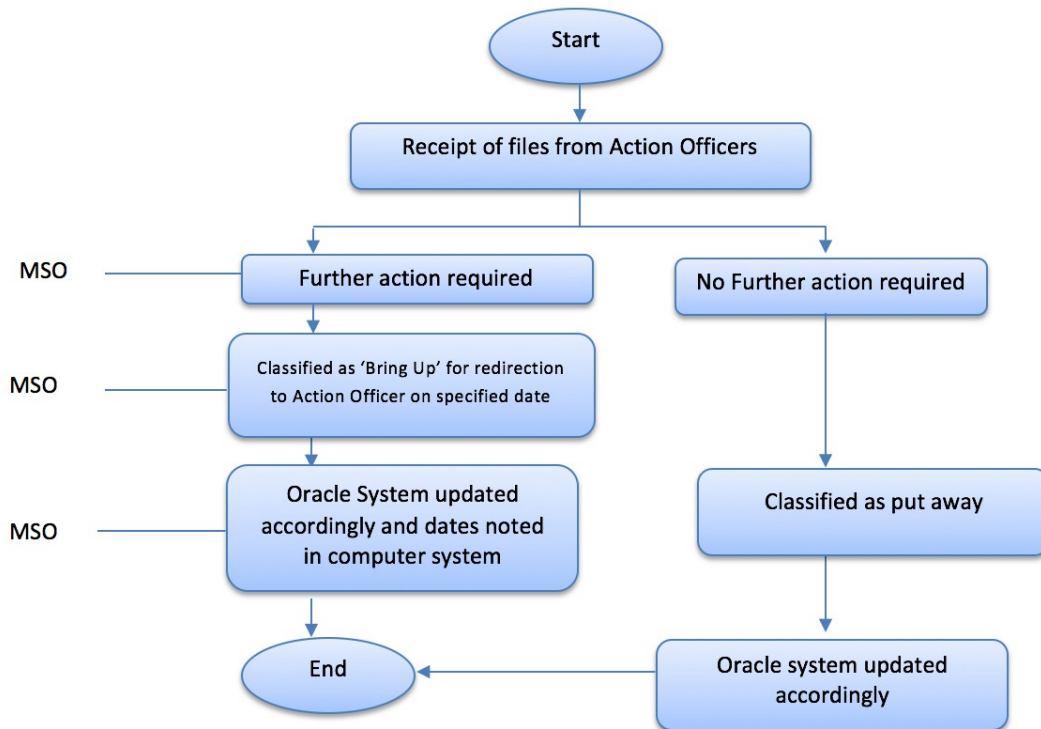 Start
Receipt of files from Action Officers
MSO
Further action required
No Further action required
MSO
Classified as ‘Bring Up’ for redirection
to Action Officer on specified date
MSO
Oracle System updated
accordingly and dates noted
in computer system
Classified as put away
End
Oracle system updated
accordingly